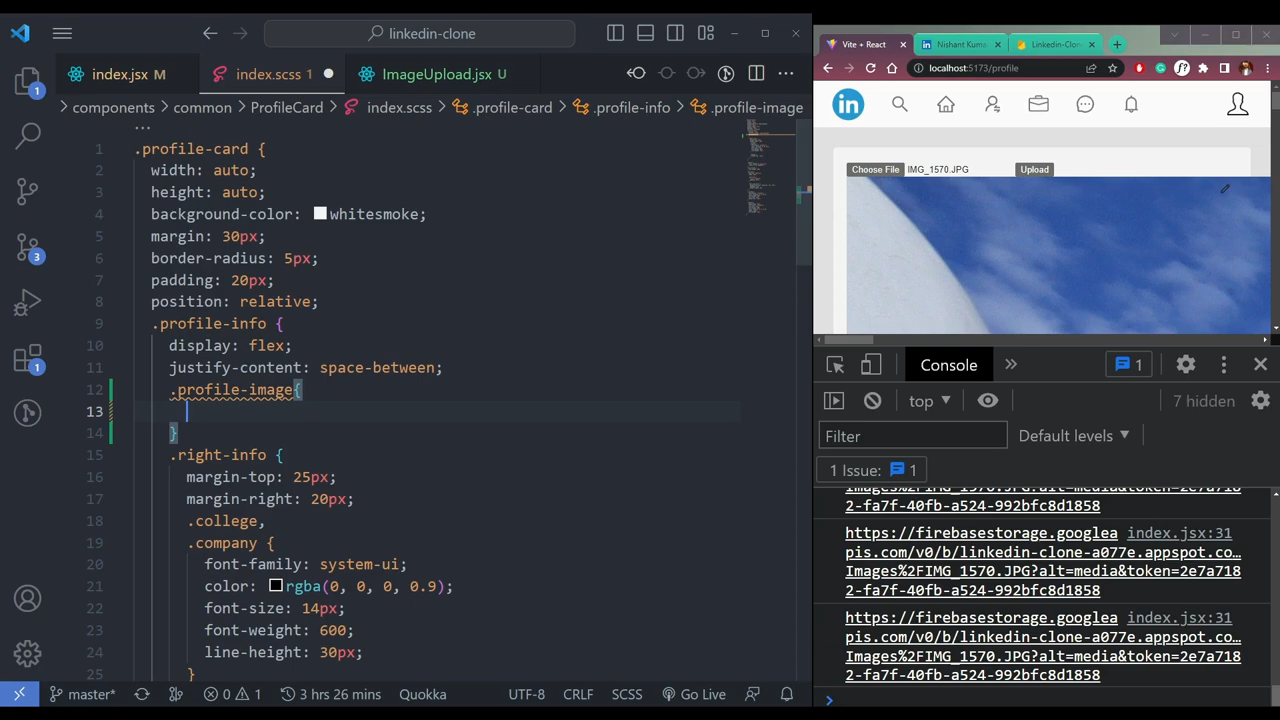 linkedin-clone
index.jsx M
index.scss 1
ImageUpload.jsx U
components > common > ProfileCard > index.scss > .profile-card > .profile-info > .profile-image
...
1 .profile-card {
2 width: auto;
3 height: auto;
4 background-color: whitesmoke;
5 margin: 30px;
6 border-radius: 5px;
7 padding: 20px;
8 position: relative;
9 .profile-info {
10 display: flex;
11 justify-content: space-between;
12 .profile-image{
13
14 }
15 .right-info {
16 margin-top: 25px;
17 margin-right: 20px;
18 .college,
19 .company {
20 font-family: system-ui;
21 color: rgba(0, 0, 0, 0.9);
22 font-size: 14px;
23 font-weight: 600;
24 line-height: 30px;
25 }
1
3
1
master*
0 1
3 hrs 26 mins
Quokka
UTF-8
CRLF
SCSS
Go Live
Vite + React
Nishant Kuma
Linkedin-Clone
localhost:5173/profile
in
Choose File IMG_1570.JPG
Upload
Console
1
top
7 hidden
Filter
Default levels
1 Issue: 1
Images%2FIMG_1570.JPG?alt=media&token=2e7a718
2-fa7f-40fb-a524-992bfc8d1858
https://firebasestorage.googlea index.jsx:31
pis.com/v0/b/linkedin-clone-a077e.appspot.co…
Images%2FIMG_1570.JPG?alt=media&token=2e7a718
2-fa7f-40fb-a524-992bfc8d1858
https://firebasestorage.googlea index.jsx:31
pis.com/v0/b/linkedin-clone-a077e.appspot.co…
Images%2FIMG_1570.JPG?alt=media&token=2e7a718
2-fa7f-40fb-a524-992bfc8d1858